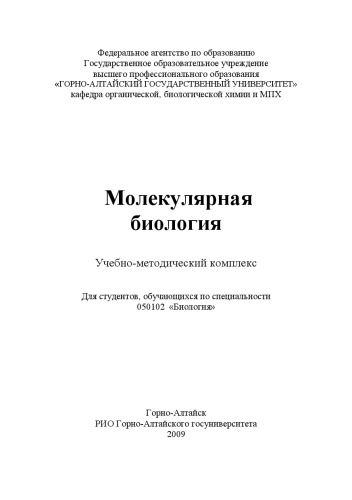 Федеральное агентство по образованию
Государственное образовательное учреждение
высшего профессионального образования
«ГОРНО-АЛТАЙСКИЙ ГОСУДАРСТВЕННЫЙ УНИВЕРСИТЕТ»
кафедра органической, биологической химии и МПХ
Молекулярная
биология
Учебно-методический комплекс
Для студентов, обучающихся по специальности
050102 «Биология»
Горно-Алтайск
РИО Горно-Алтайского госуниверситета
2009